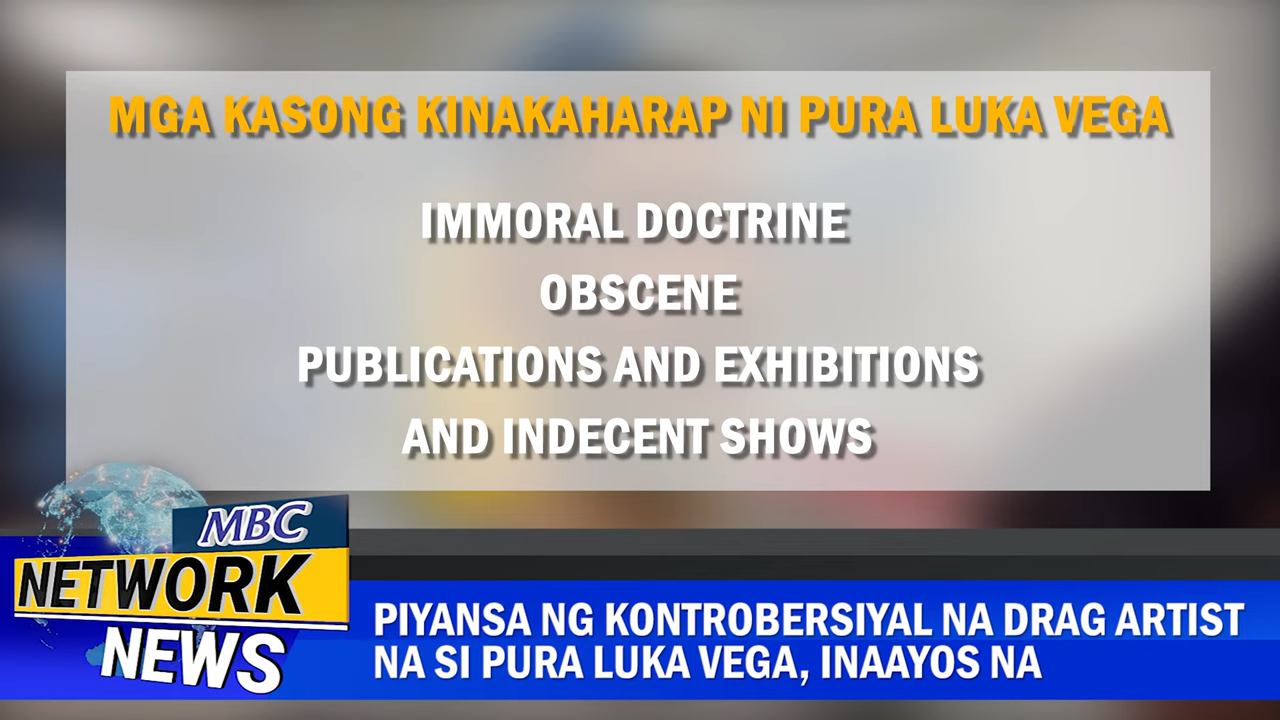 MGA KASONG KINAKAHARAP NI PURA LUKA VEGA
IMMORAL DOCTRINE
OBSCENE
PUBLICATIONS AND EXHIBITIONS
AND INDECENT SHOWS
MBC
NETWORK
NEWS
PIYANSA NG KONTROBERSIYAL NA DRAG ARTIST
NA SI PURA LUKA VEGA, INAAYOS NA